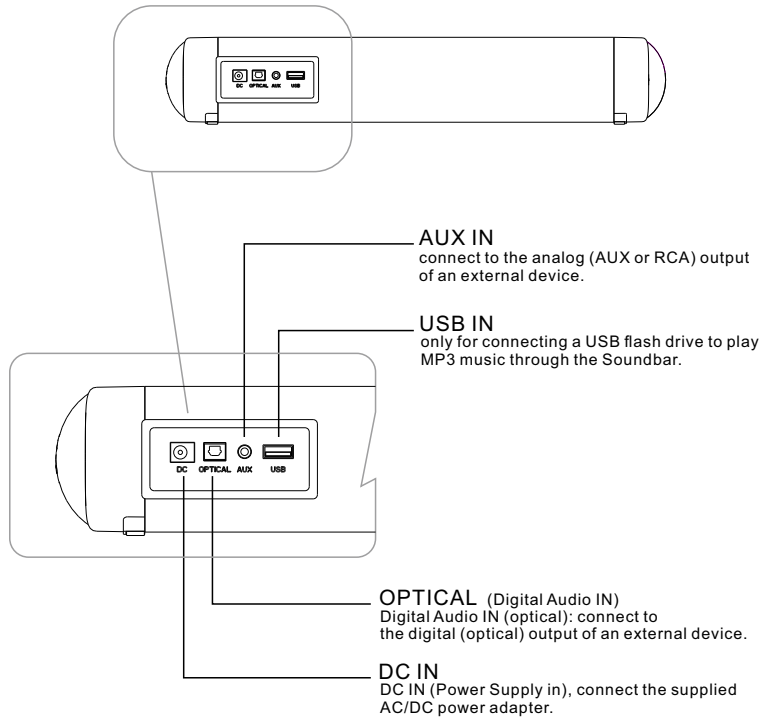 DC OPTICAL AUX USB
AUX IN
connect to the analog (AUX or RCA) output
of an external device.
USB IN
only for connecting a USB flash drive to play
MP3 music through the Soundbar.
DC OPTICAL AUX USB
OPTICAL (Digital Audio IN)
Digital Audio IN (optical): connect to
the digital (optical) output of an external device.
DC IN
DC IN (Power Supply in), connect the supplied
AC/DC power adapter.